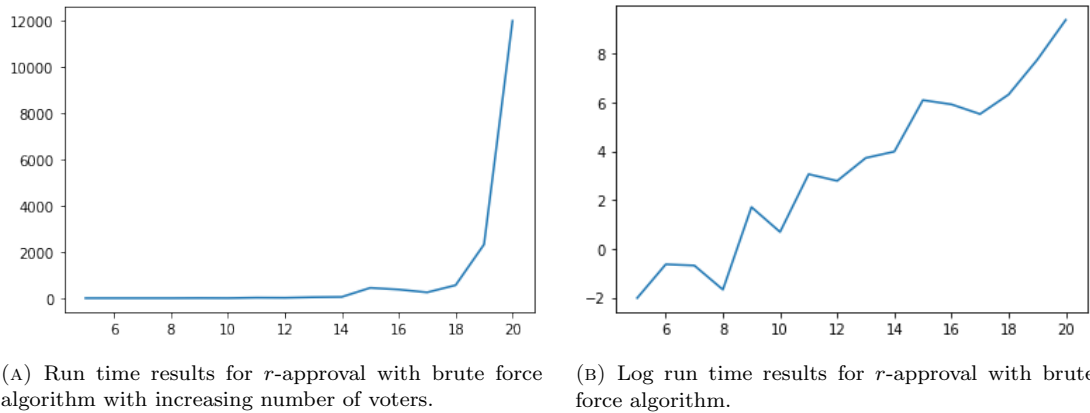 12000
10000
8000
6000
4000
2000
0
6 8 10 12 14 16 18 20
8
6
4
2
0
−2
6 8 10 12 14 16 18 20
(A) Run time results for r-approval with brute force
algorithm with increasing number of voters.
(B) Log run time results for r-approval with brute
force algorithm.